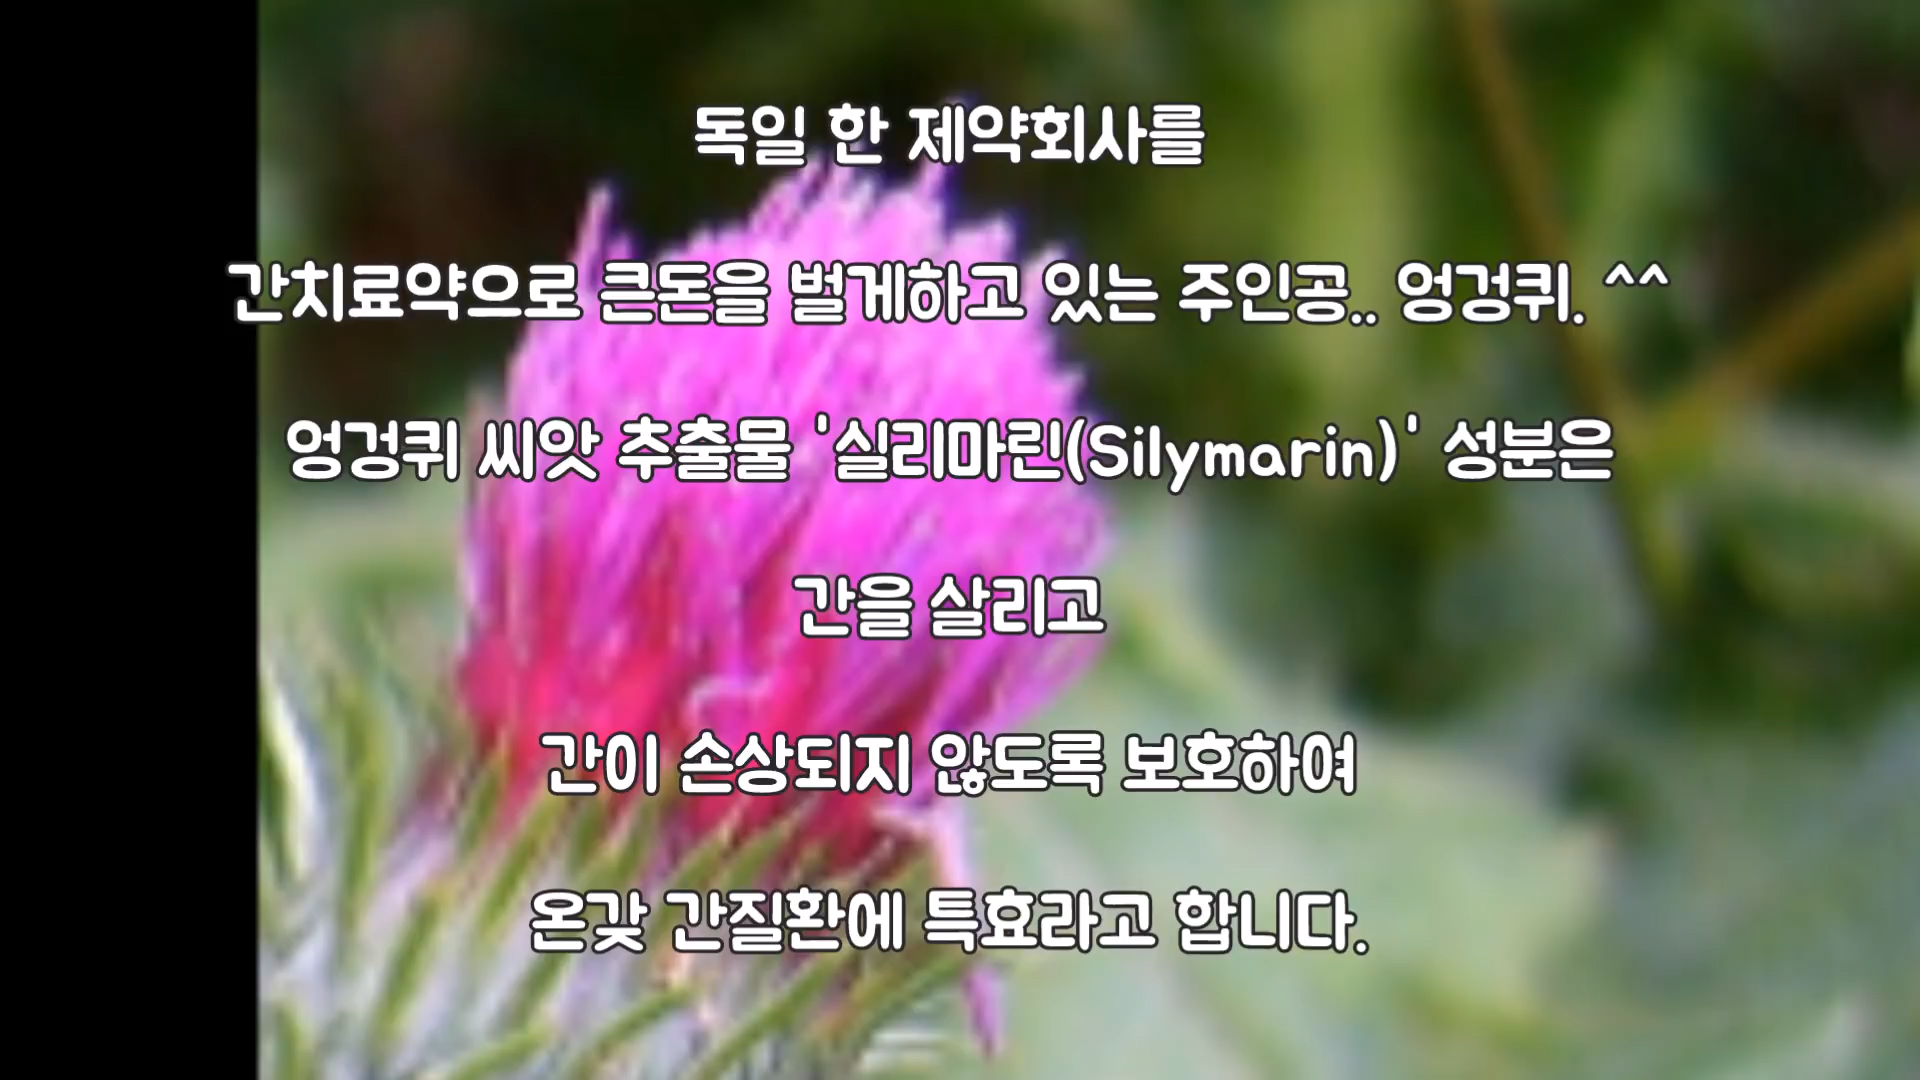 독일 한 제약회사를
간치료약으로 큰돈을 벌게하고 있는 주인공.. 엉겅퀴. ^^
엉겅퀴 씨앗 추출물 '실리마린(Silymarin)' 성분은
간을 살리고
간이 손상되지 않도록 보호하여
온갖 간질환에 특효라고 합니다.